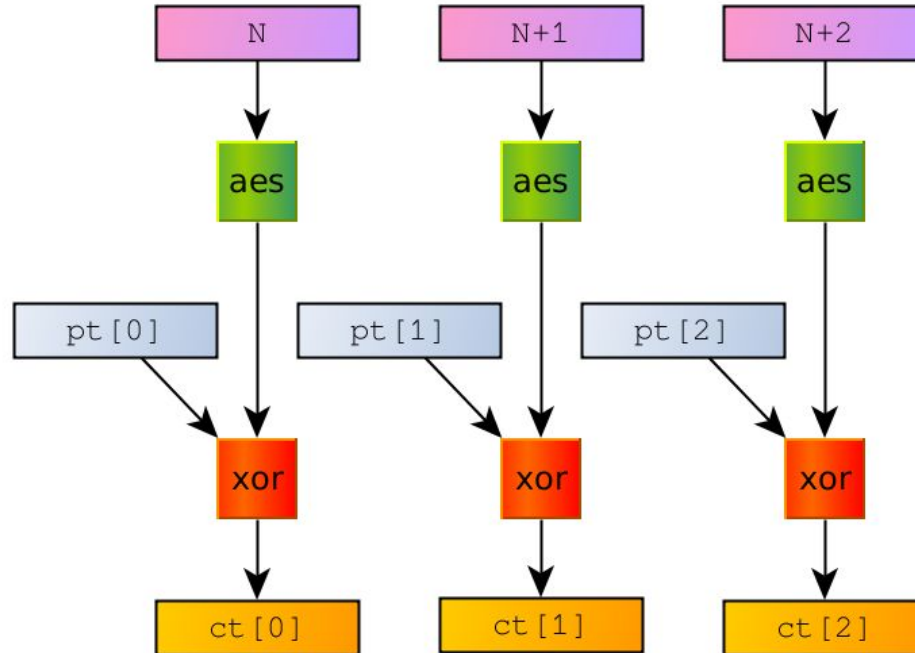 N N+1 N+2
aes aes aes
pt[0] pt[1] pt[2]
xor xor xor
ct[0] ct[1] ct[2]